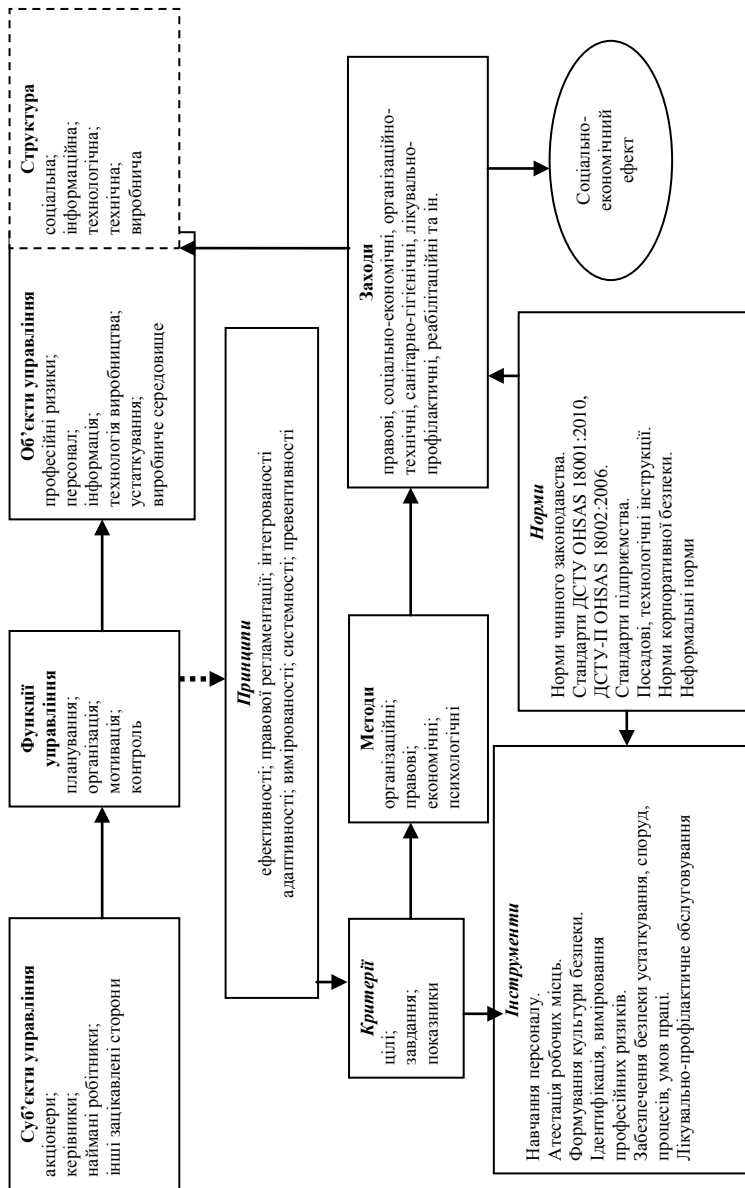 Суб’єкти управління
акціонери;
керівники;
наймані робітники;
інші зацікавлені сторони
Функції
управління
планування;
організація;
мотивація;
контроль
Об’єкти управління
професійні ризики;
персонал;
інформація;
технологія виробництва;
устаткування;
виробниче середовище
Структура
соціальна;
інформаційна;
технологічна;
технічна;
виробнича
Принципи
ефективності; правової регламентації; інтегрованості
адаптивності; вимірюваності; системності; превентивності
Критерії
цілі;
завдання;
показники
Методи
організаційні;
правові;
економічні;
психологічні
Заходи
правові, соціально-економічні, організаційно-
технічні, санітарно-гігієнічні, лікувально-
профілактичні, реабілітаційні та ін.
Інструменти
Навчання персоналу.
Атестація робочих місць.
Формування культури безпеки.
Ідентифікація, вимірювання
професійних ризиків.
Забезпечення безпеки устаткування, споруд,
процесів, умов праці.
Лікувально-профілактичне обслуговування
Норми
Норми чинного законодавства.
Стандарти ДСТУ OHSAS 18001:2010,
ДСТУ-П OHSAS 18002:2006.
Стандарти підприємства.
Посадові, технологічні інструкції.
Норми корпоративної безпеки.
Неформальні норми
Соціально-
економічний
ефект